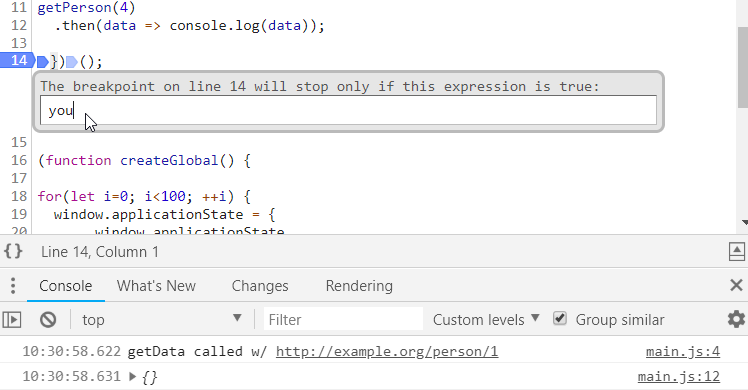 11 getPerson(4)
12 .then(data => console.log(data));
13
14 }) ();
The breakpoint on line 14 will stop only if this expression is true:
you
15
16 (function createGlobal() {
17
18 for(let i=0; i<100; ++i) {
19 window.applicationState = {
20 window.applicationState
{} Line 14, Column 1
Console What's New Changes Rendering
top Filter Custom levels Group similar
10:30:58.622 getData called w/ http://example.org/person/1 main.js:4
10:30:58.631 {} main.js:12